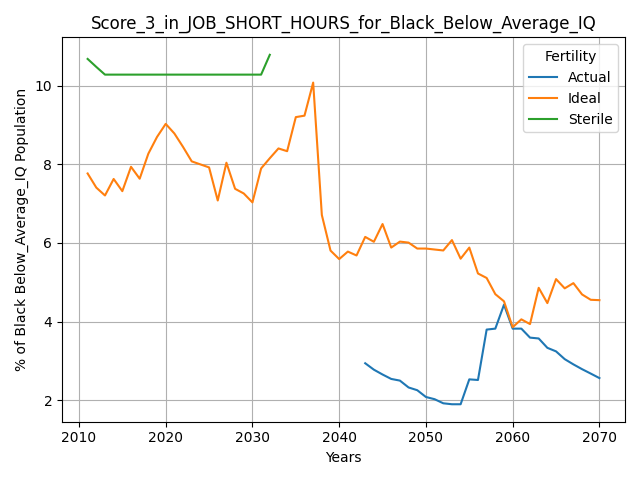 Score_3_in_JOB_SHORT_HOURS_for_Black_Below_Average_IQ
% of Black Below_Average_IQ Population
10
8
6
4
2
Fertility
Actual
Ideal
Sterile
2010 2020 2030 2040 2050 2060 2070
Years